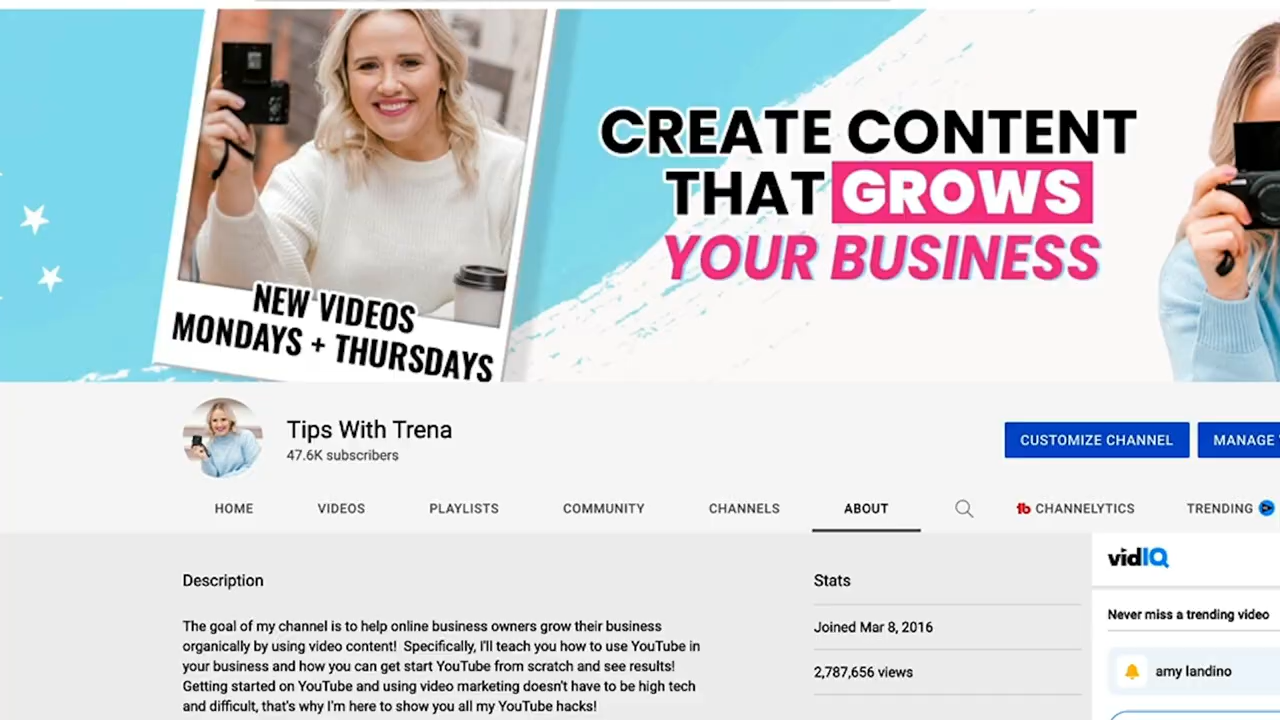 CREATE CONTENT
THAT GROWS
YOUR BUSINESS
NEW VIDEOS
MONDAYS + THURSDAYS
Tips With Trena
47.6K subscribers
CUSTOMIZE CHANNEL
MANAGE
HOME
VIDEOS
PLAYLISTS
COMMUNITY
CHANNELS
ABOUT
tb CHANNELYTICS
TRENDING
Description
The goal of my channel is to help online business owners grow their business
organically by using video content! Specifically, I'll teach you how to use YouTube in
your business and how you can get start YouTube from scratch and see results!
Getting started on YouTube and using video marketing doesn't have to be high tech
and difficult, that's why I'm here to show you all my YouTube hacks!
Stats
Joined Mar 8, 2016
2,787,656 views
vidIQ
Never miss a trending video
amy landino